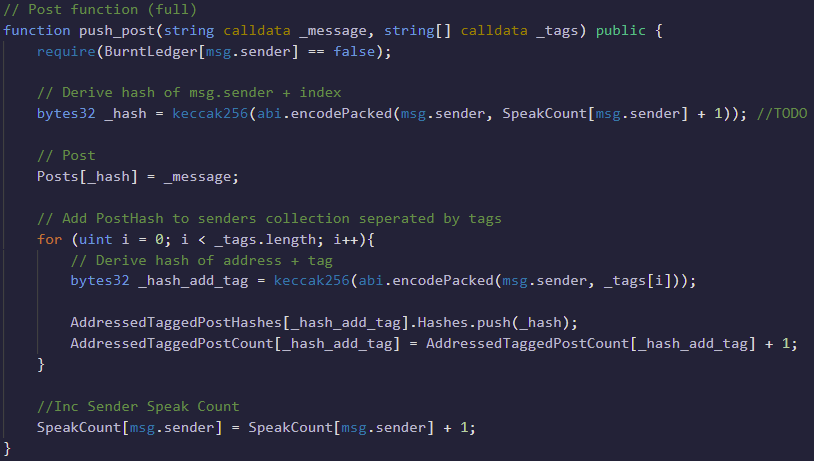 // Post function (full)
function push_post(string calldata _message, string[] calldata _tags) public {
require(BurntLedger[msg.sender] == false);
// Derive hash of msg.sender + index
bytes32 _hash = keccak256(abi.encodePacked(msg.sender, SpeakCount[msg.sender] + 1)); //TODO
// Post
Posts[_hash] = _message;
// Add PostHash to senders collection seperated by tags
for (uint i = 0; i < _tags.length; i++){
// Derive hash of address + tag
bytes32 _hash_add_tag = keccak256(abi.encodePacked(msg.sender, _tags[i]));
AddressedTaggedPostHashes[_hash_add_tag].Hashes.push(_hash);
AddressedTaggedPostCount[_hash_add_tag] = AddressedTaggedPostCount[_hash_add_tag] + 1;
}
//Inc Sender Speak Count
SpeakCount[msg.sender] = SpeakCount[msg.sender] + 1;
}